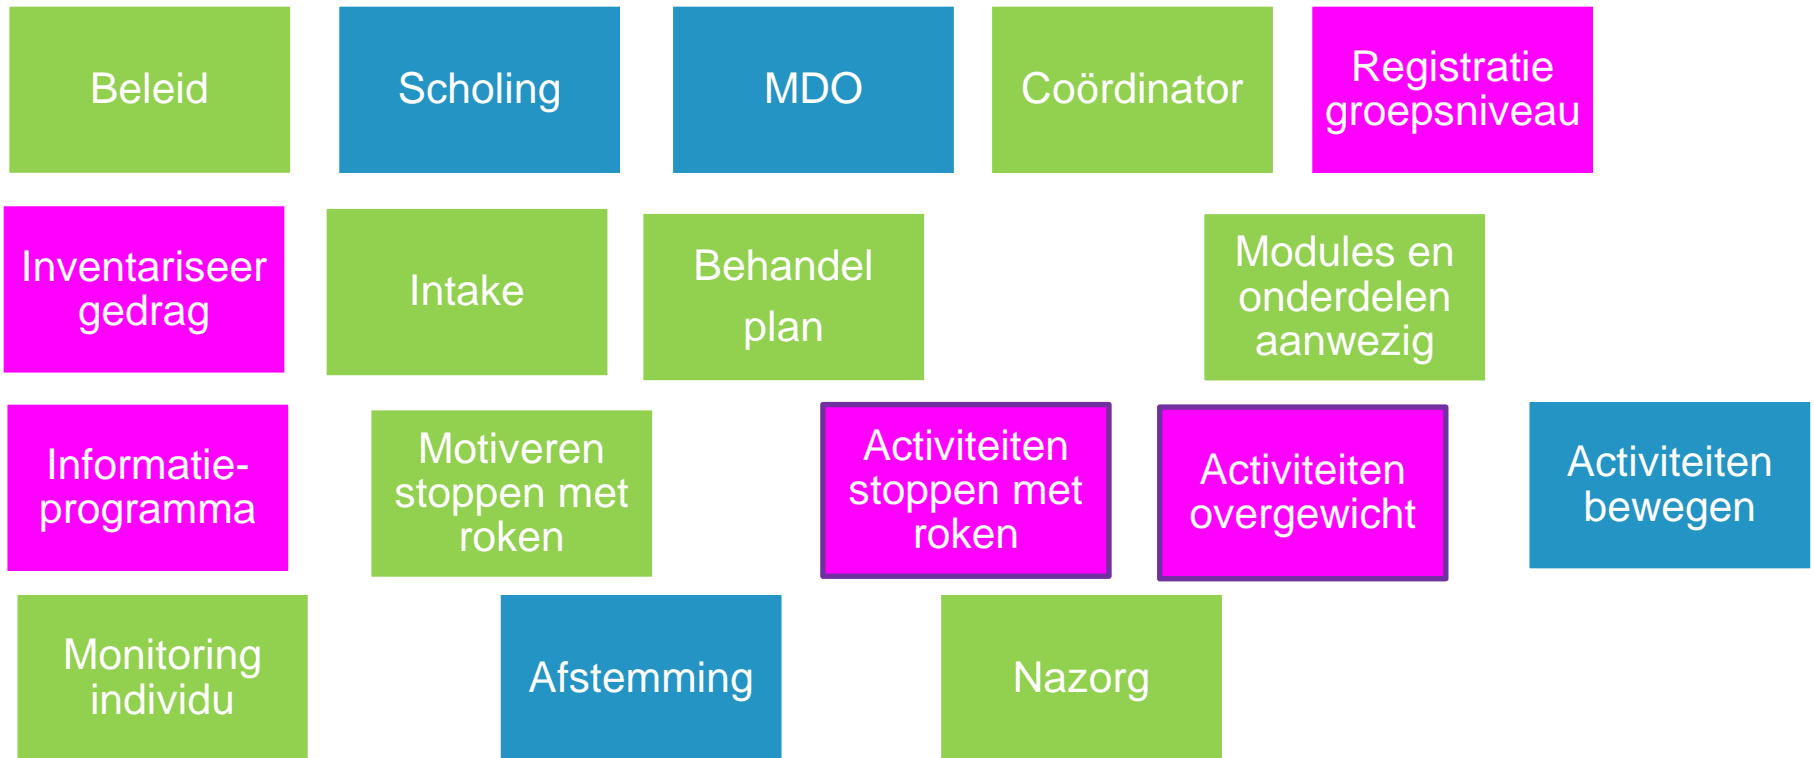 Beleid
Scholing
MDO
Coördinator
Registratie
groepsniveau
Inventariseer
gedrag
Intake
Behandel
plan
Modules en
onderdelen
aanwezig
Informatie-
programma
Motiveren
stoppen met
roken
Activiteiten
stoppen met
roken
Activiteiten
overgewicht
Activiteiten
bewegen
Monitoring
individu
Afstemming
Nazorg